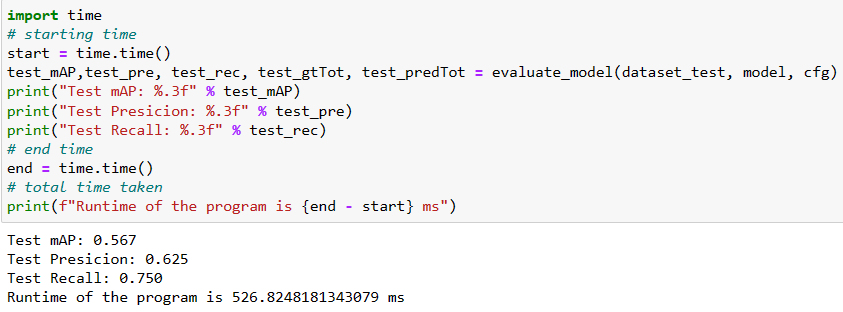 import time
# starting time
start = time.time()
test_mAP,test_pre, test_rec, test_gtTot, test_predTot = evaluate_model(dataset_test, model, cfg)
print("Test mAP: %.3f" % test_mAP)
print("Test Presicion: %.3f" % test_pre)
print("Test Recall: %.3f" % test_rec)
# end time
end = time.time()
# total time taken
print(f"Runtime of the program is {end - start} ms")
Test mAP: 0.567
Test Presicion: 0.625
Test Recall: 0.750
Runtime of the program is 526.8248181343079 ms